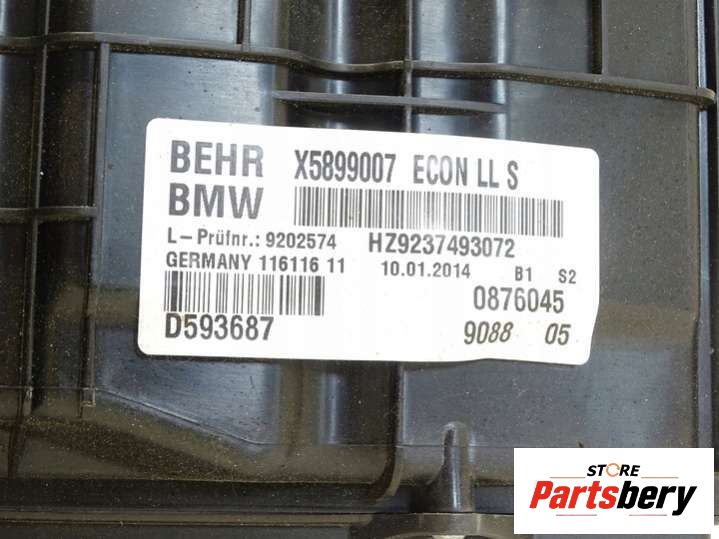 BEHR X5899007 ECON LL S
BMW
L-Prüfnr.: 9202574 HZ9237493072
GERMANY 116116 11 10.01.2014 B1 S2
0876045
D593687 9088 05
STORE
Partsbery